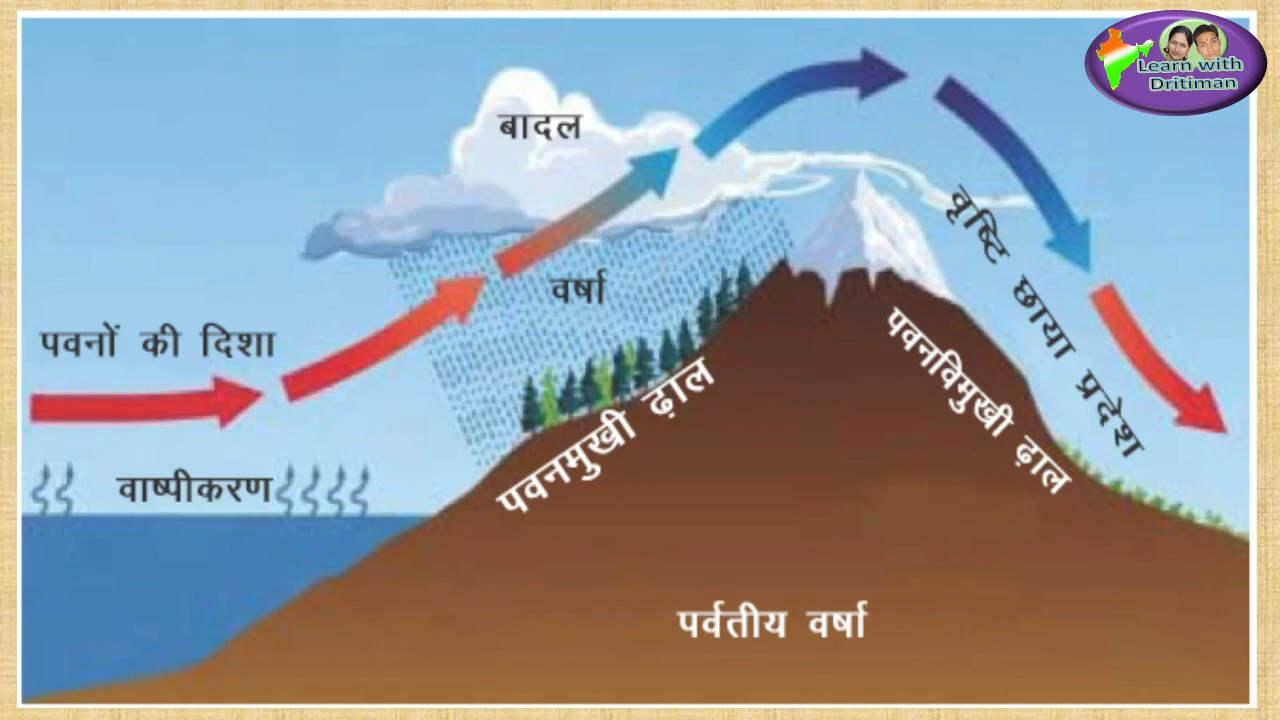 Learn with
Dritiman
बादल
वर्षा
पवनों की दिशा
वाष्पीकरण
पवनमुखी ढ़ाल
वृष्टि छाया प्रदेश
पवनविमुखी ढ़ाल
पर्वतीय वर्षा